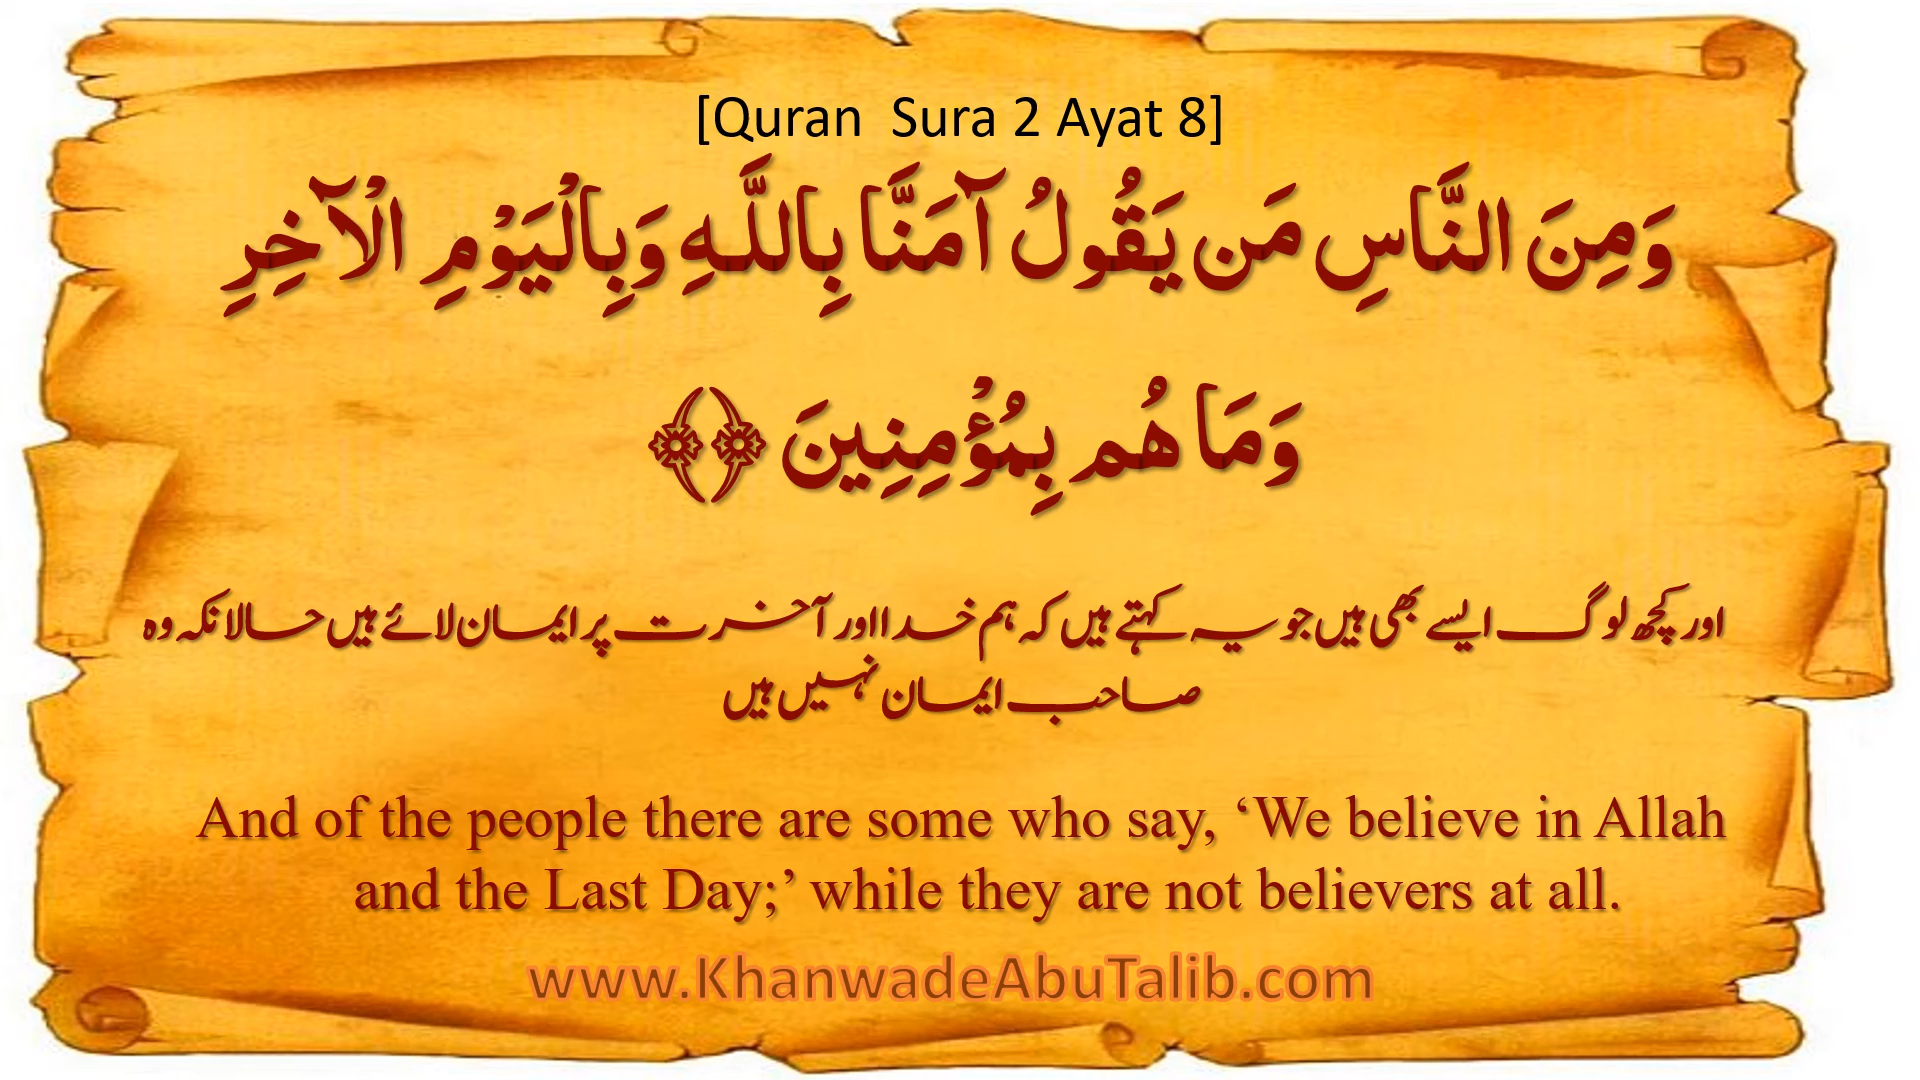 [Quran  Sura 2 Ayat 8]
وَمِنَ النَّاسِ مَن يَقُولُ آمَنَّا بِاللَّـهِ وَبِالْيَوْمِ الْآخِرِ
وَمَا هُم بِمُؤْمِنِينَ ﴿﴾
اور کچھ لوگ ایسے بھی ہیں جو یہ کہتے ہیں کہ ہم خدا اور آخرت پر ایمان لائے ہیں حالانکہ وہ
صاحب ایمان نہیں ہیں
And of the people there are some who say, ‘We believe in Allah
and the Last Day;’ while they are not believers at all.
www.KhanwadeAbuTalib.com